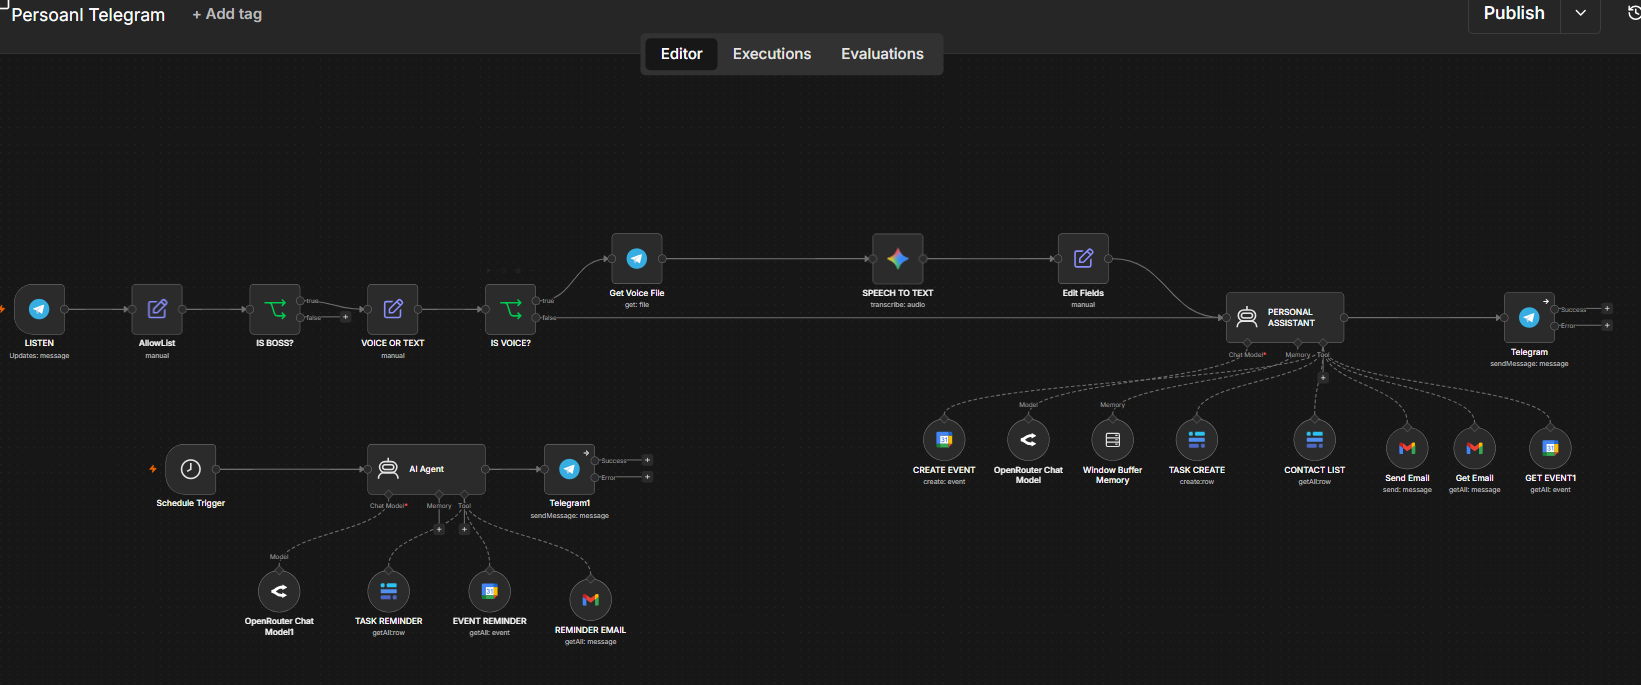 Persoanl Telegram
+ Add tag
Publish
Editor
Executions
Evaluations
LISTEN
Updates: message
AllowList
manual
true
false
IS BOSS?
VOICE OR TEXT
manual
true
false
IS VOICE?
Get Voice File
get: file
SPEECH TO TEXT
transcribe: audio
Edit Fields
manual
PERSONAL
ASSISTANT
Chat Model*
Memory
Tool
Success
Error
Telegram
sendMessage: message
31
CREATE EVENT
create: event
Model
OpenRouter Chat
Model
Memory
Window Buffer
Memory
TASK CREATE
create:row
CONTACT LIST
getAll:row
Send Email
send: message
Get Email
getAll: message
31
GET EVENT1
getAll: event
Schedule Trigger
AI Agent
Chat Model*
Memory
Tool
Success
Error
Telegram1
sendMessage: message
Model
OpenRouter Chat
Model1
TASK REMINDER
getAll:row
31
EVENT REMINDER
getAll: event
REMINDER EMAIL
getAll: message